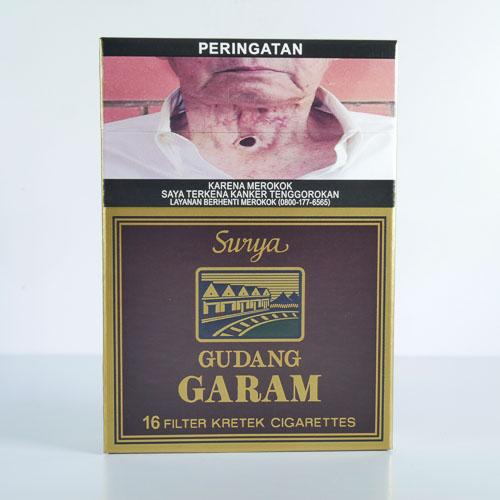 PERINGATAN
KARENA MEROKOK
SAYA TERKENA KANKER TENGGOROKAN
LAYANAN BERHENTI MEROKOK (0800-177-6565)
Surya
GUDANG
GARAM
16 FILTER KRETEK CIGARETTES